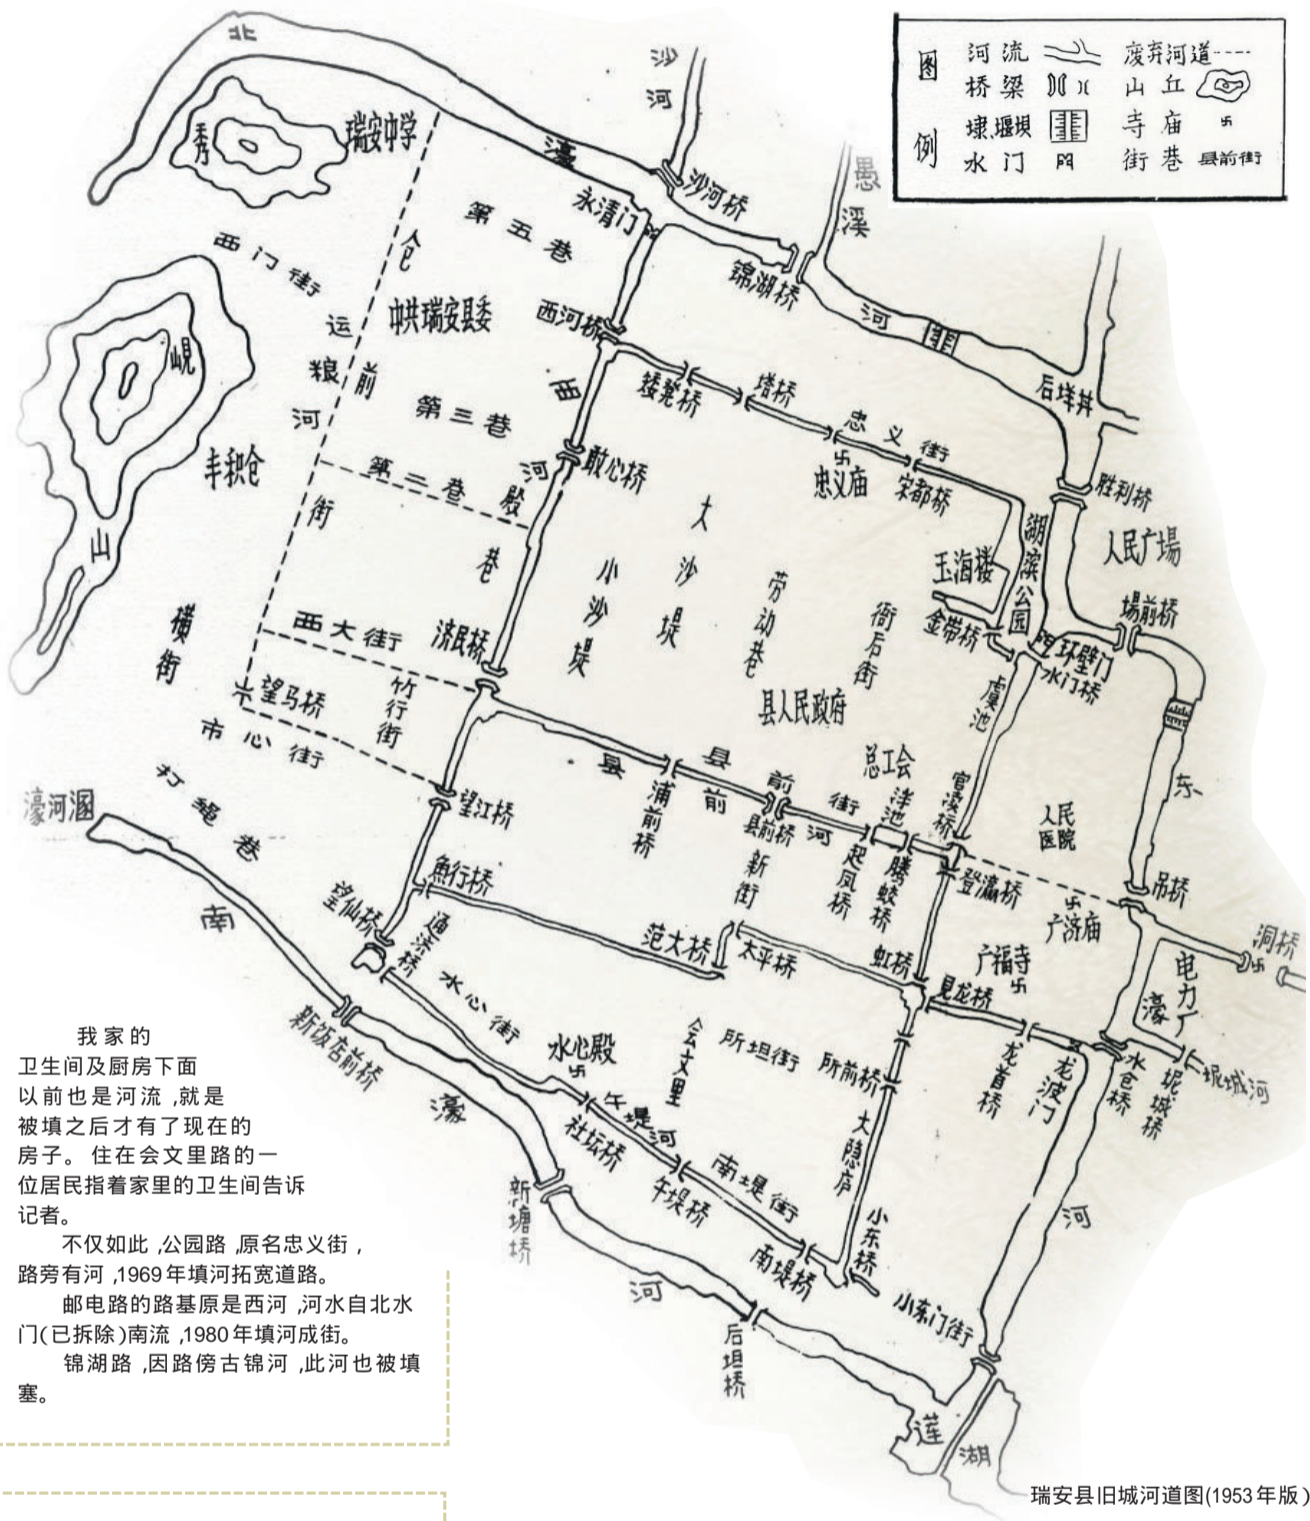 北
沙河
图例
河流
废弃河道
桥梁
山丘
埭、堰坝
寺庙
水门
街巷
县前街
秀
瑞安中学
濠
沙河桥
愚溪
永清门
第五巷
仓
西门街
锦湖桥
中共瑞安县委
西河桥
河
运粮河
前
岘
矮凳桥
塔桥
后垟
西
第三巷
忠义街
丰积仓
第二巷
河
殿
敢心桥
忠义庙
宋都桥
胜利桥
街
大沙堤
湖滨公园
人民广場
山
巷
小沙堤
玉海楼
劳动巷
衙后街
場前桥
横街
西大街
济民桥
金带桥
环壁门
水门桥
望马桥
竹行街
虞池
县人民政府
市心街
县前街
总工会
东
打绳巷
濠河
望江桥
浦前桥
县前河
县前桥
泮池
人民医院
魚行桥
新街
起凤桥
腾蛟桥
登瀛桥
吊桥
南
望仙桥
通济桥
范大桥
太平桥
虹桥
广福寺
广济庙
洞桥
見龙桥
电力厂
濠
水心街
新饭店前桥
水心殿
会文里
所坦街
所前桥
龙首桥
龙波门
水仓桥
坭城桥
坭城河
濠
午堤河
社坛桥
大隐庐
南堤街
午堤桥
新塘桥
小东桥
河
南堤桥
河
小东门街
后坦桥
莲湖
我家的
卫生间及厨房下面
以前也是河流,就是
被填之后才有了现在的
房子。住在会文里路的一
位居民指着家里的卫生间告诉
记者。
不仅如此,公园路,原名忠义街,
路旁有河,1969年填河拓宽道路。
邮电路的路基原是西河,河水自北水
门(已拆除)南流,1980年填河成街。
锦湖路,因路傍古锦河,此河也被填
塞。
瑞安县旧城河道图(1953年版)